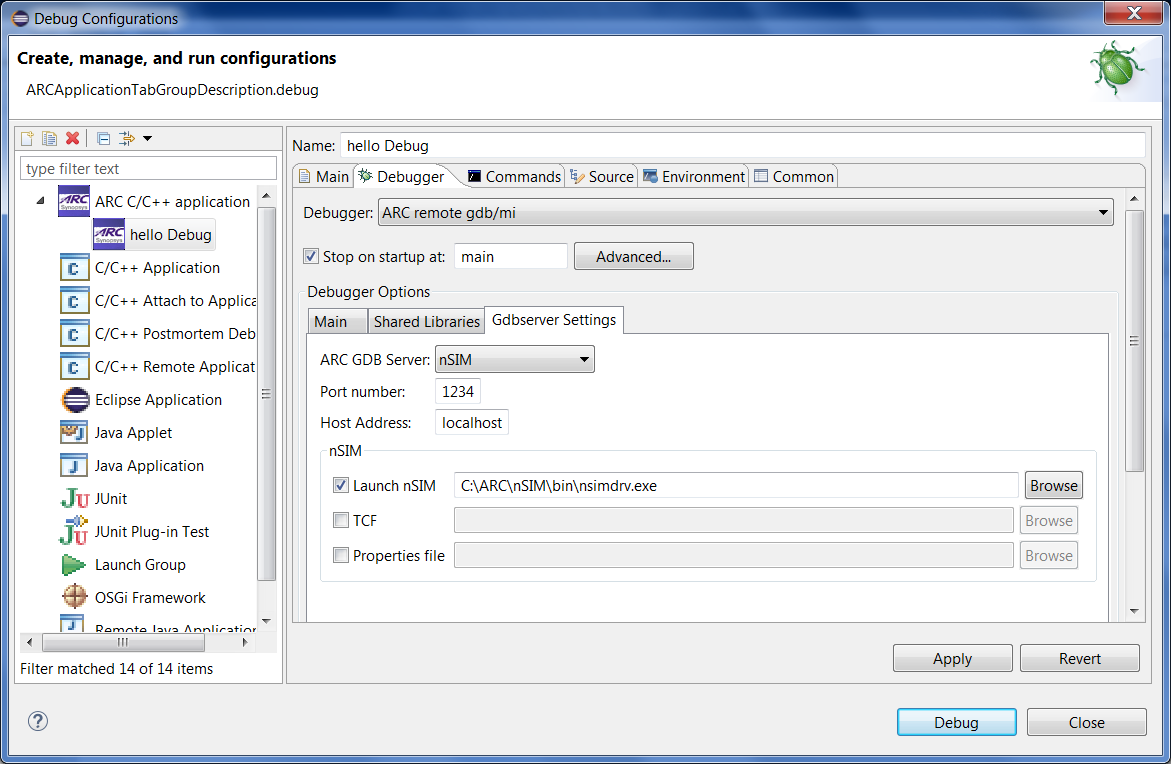 Debug Configurations
Create, manage, and run configurations
ARCApplicationTabGroupDescription.debug
type filter text
ARC C/C++ application
hello Debug
C/C++ Application
C/C++ Attach to Applica
C/C++ Postmortem Deb
C/C++ Remote Applicat
Eclipse Application
Java Applet
Java Application
JUnit
JUnit Plug-in Test
Launch Group
OSGi Framework
Remote Java Application
Filter matched 14 of 14 items
Name: hello Debug
Main Debugger Commands Source Environment Common
Debugger: ARC remote gdb/mi
Stop on startup at: main Advanced...
Debugger Options
Main Shared Libraries Gdbserver Settings
ARC GDB Server: nSIM
Port number: 1234
Host Address: localhost
nSIM
Launch nSIM C:\ARC\nSIM\bin\nsimdrv.exe Browse
TCF Browse
Properties file Browse
Apply Revert
Debug Close